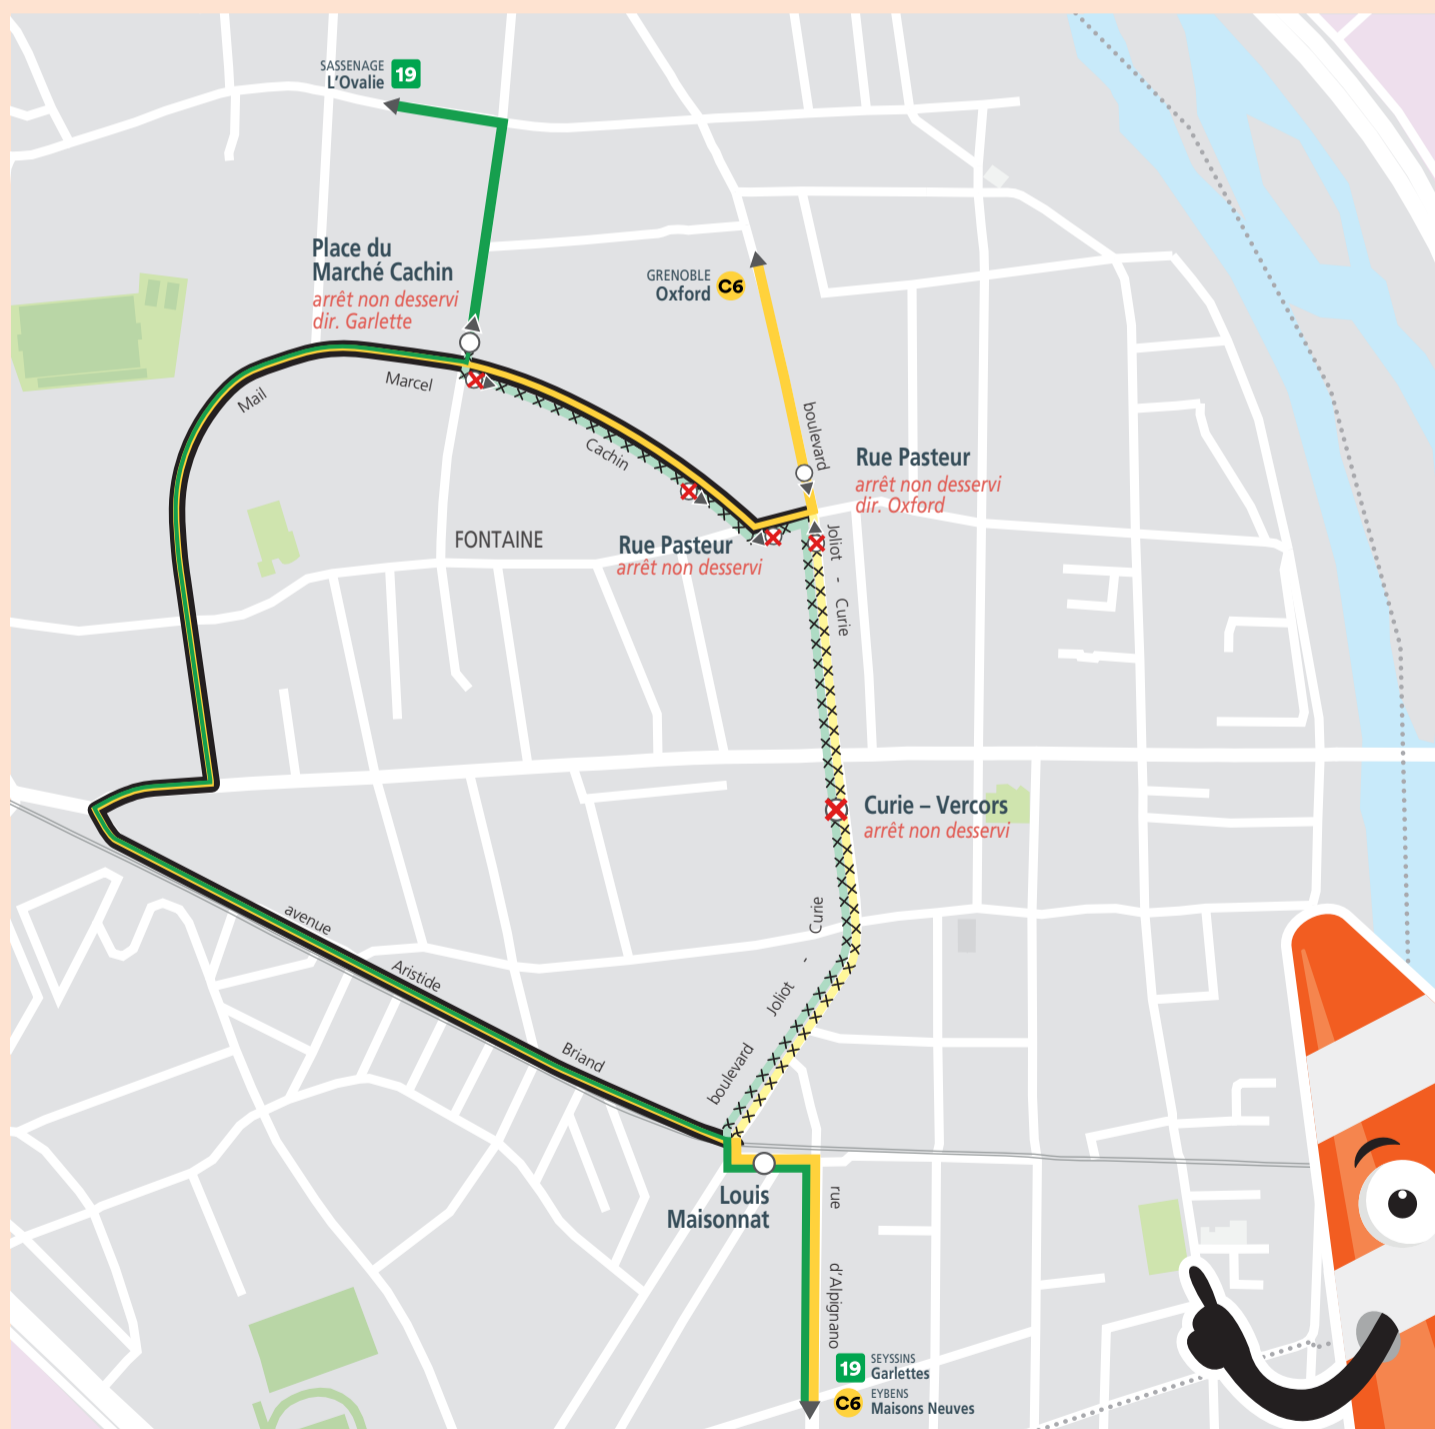 SASSENAGE
L'Ovalie
19
Place du
Marché Cachin
arrêt non desservi
dir. Garlette
GRENOBLE
Oxford
C6
Mail
Marcel
Cachin
boulevard
Rue Pasteur
arrêt non desservi
dir. Oxford
FONTAINE
Rue Pasteur
arrêt non desservi
Joliot - Curie
Curie – Vercors
arrêt non desservi
avenue
Aristide
Briand
boulevard
Joliot -
Curie
Louis
Maisonnat
rue
d'Alpignano
19
SEYSSINS
Garlettes
C6
EYBENS
Maisons Neuves